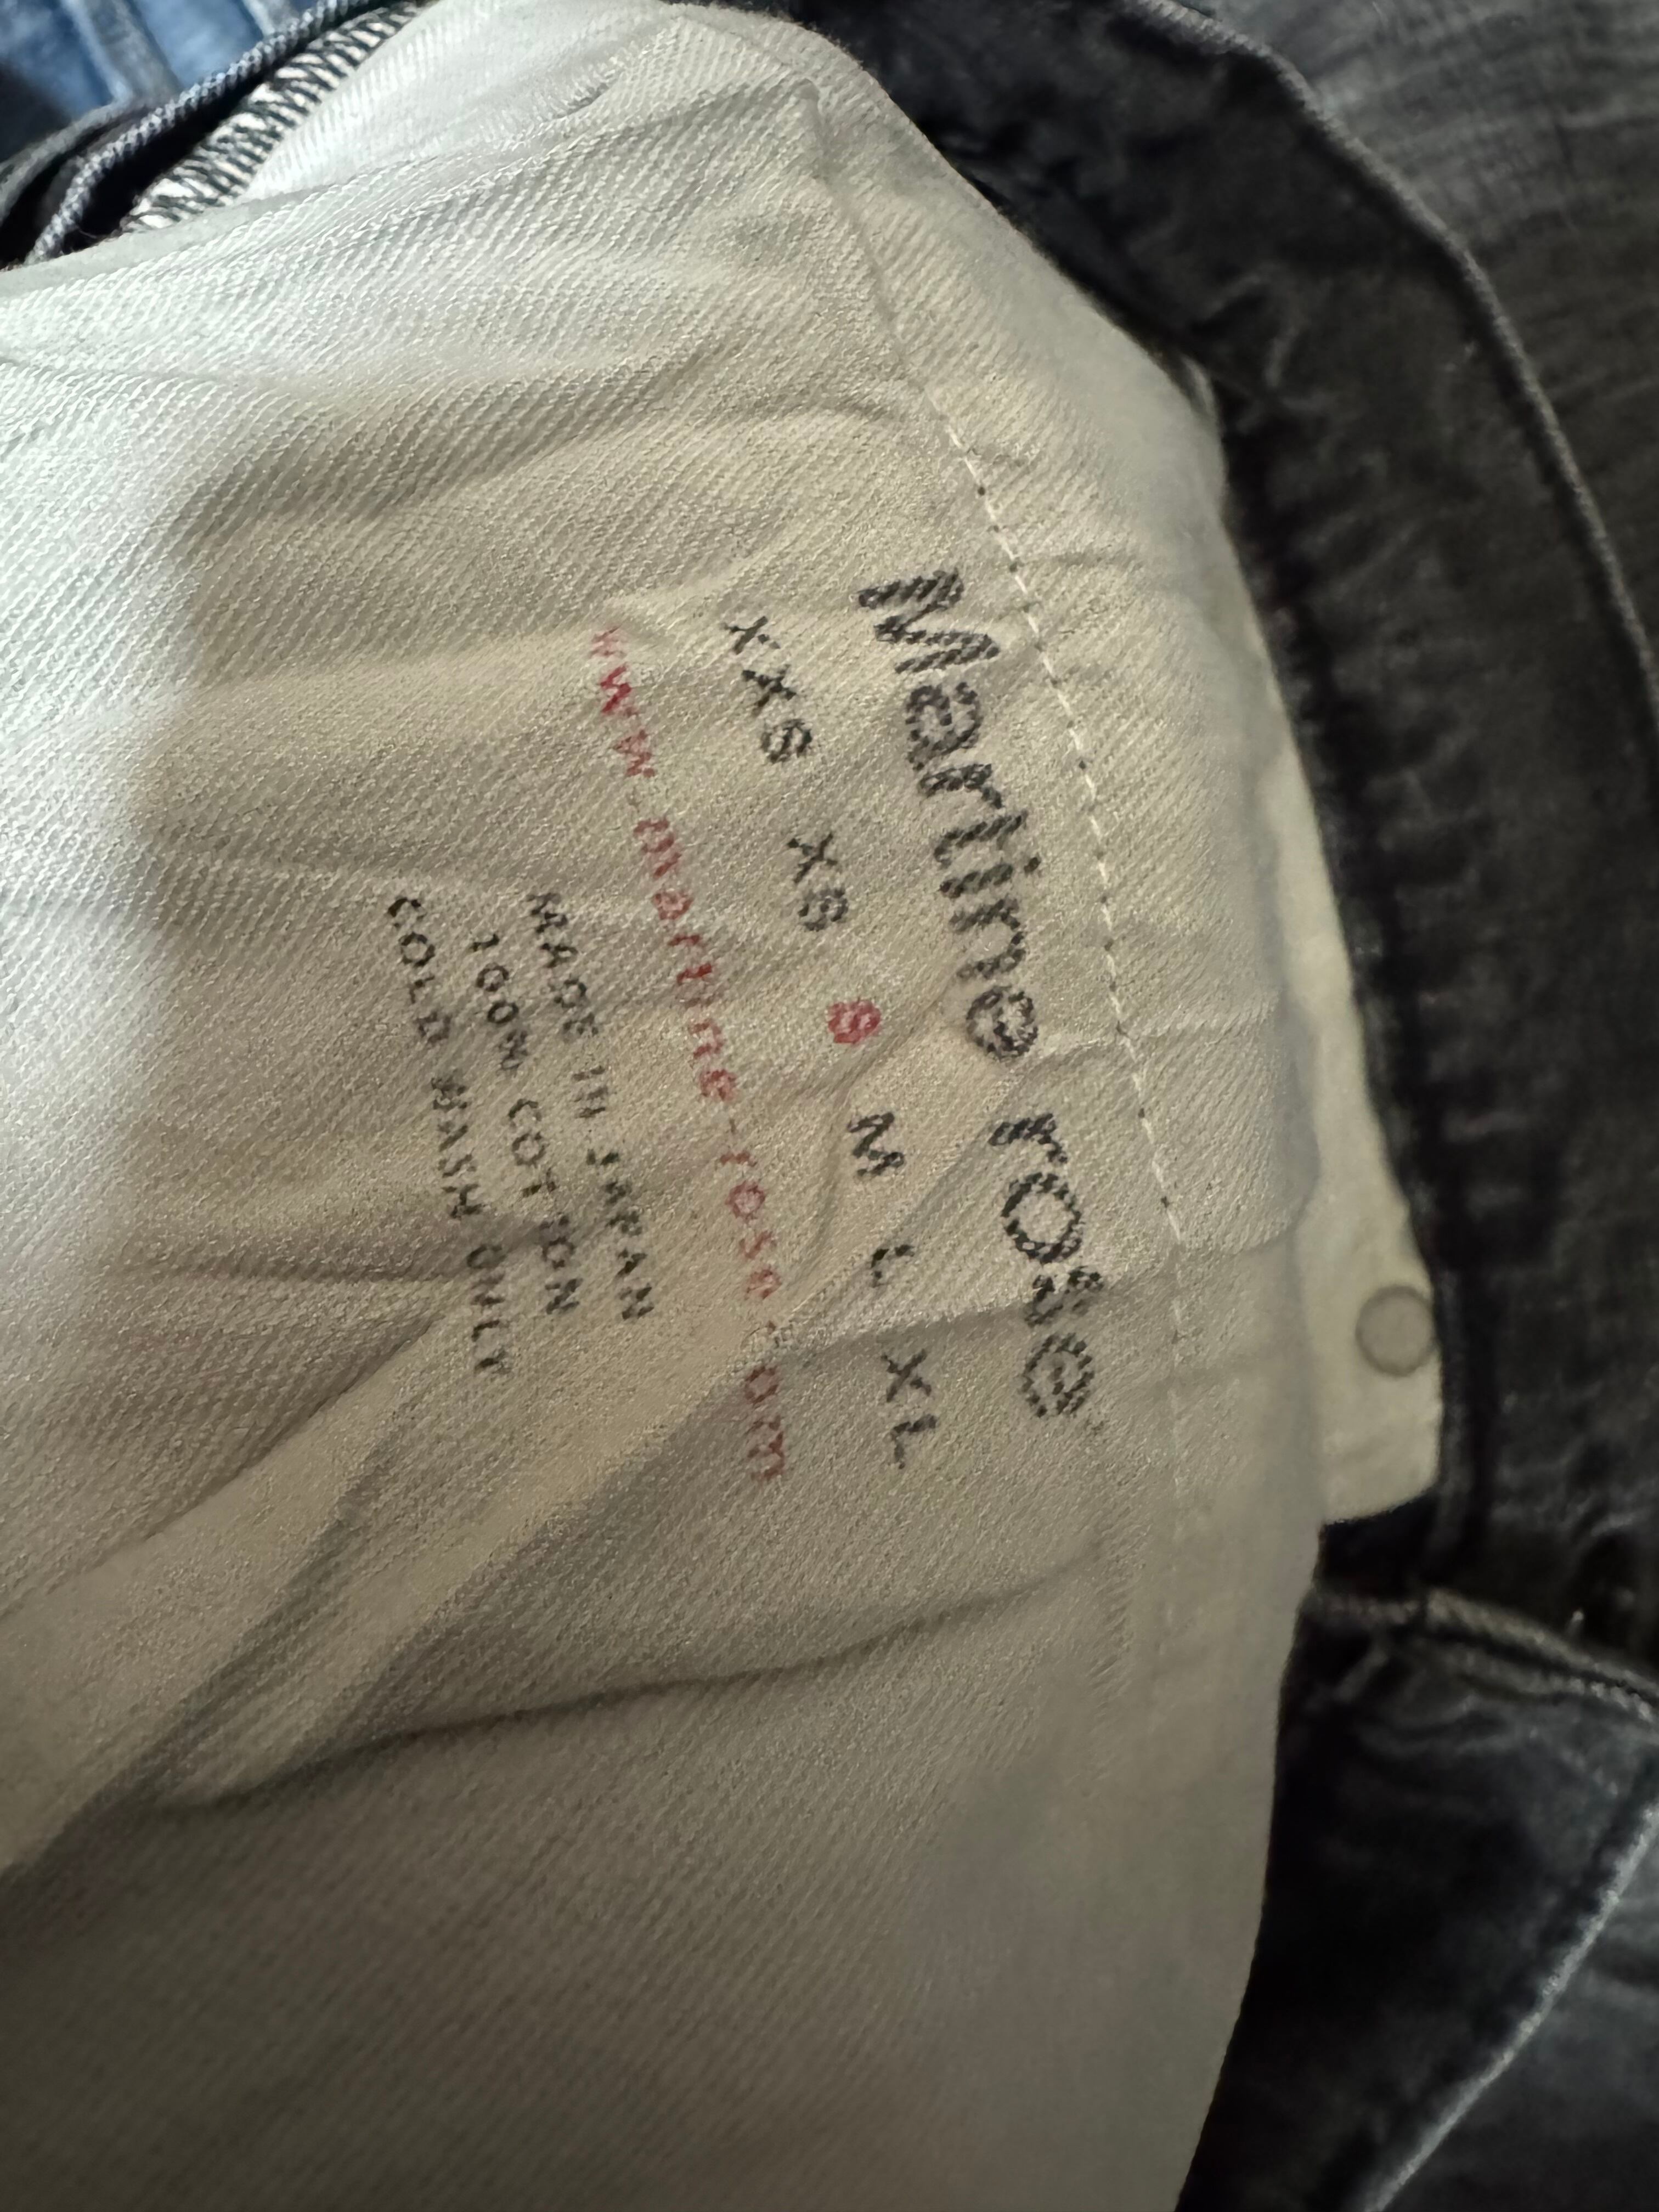 Martine rose
XXS XS S M L XL
www.martine-rose.com
MADE IN JAPAN
100% COTTON
COLD WASH ONLY